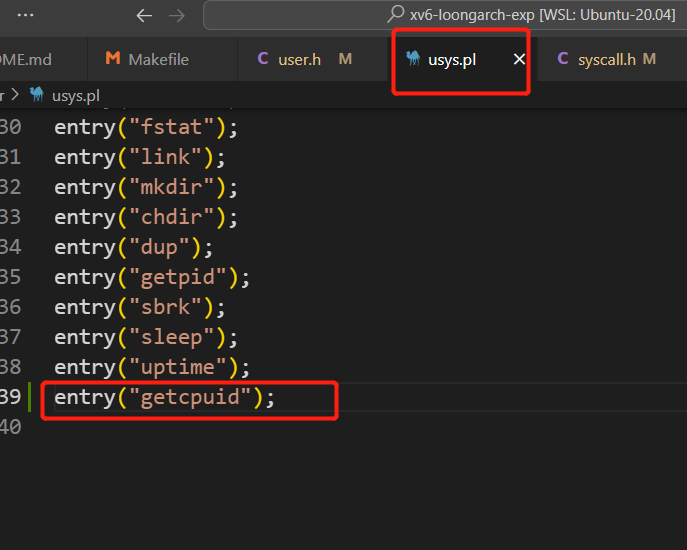 ··· xv6-loongarch-exp [WSL: Ubuntu-20.04]
OME.md Makefile user.h M usys.pl × syscall.h M
r > usys.pl
30 entry("fstat");
31 entry("link");
32 entry("mkdir");
33 entry("chdir");
34 entry("dup");
35 entry("getpid");
36 entry("sbrk");
37 entry("sleep");
38 entry("uptime");
39 entry("getcpuid");
40